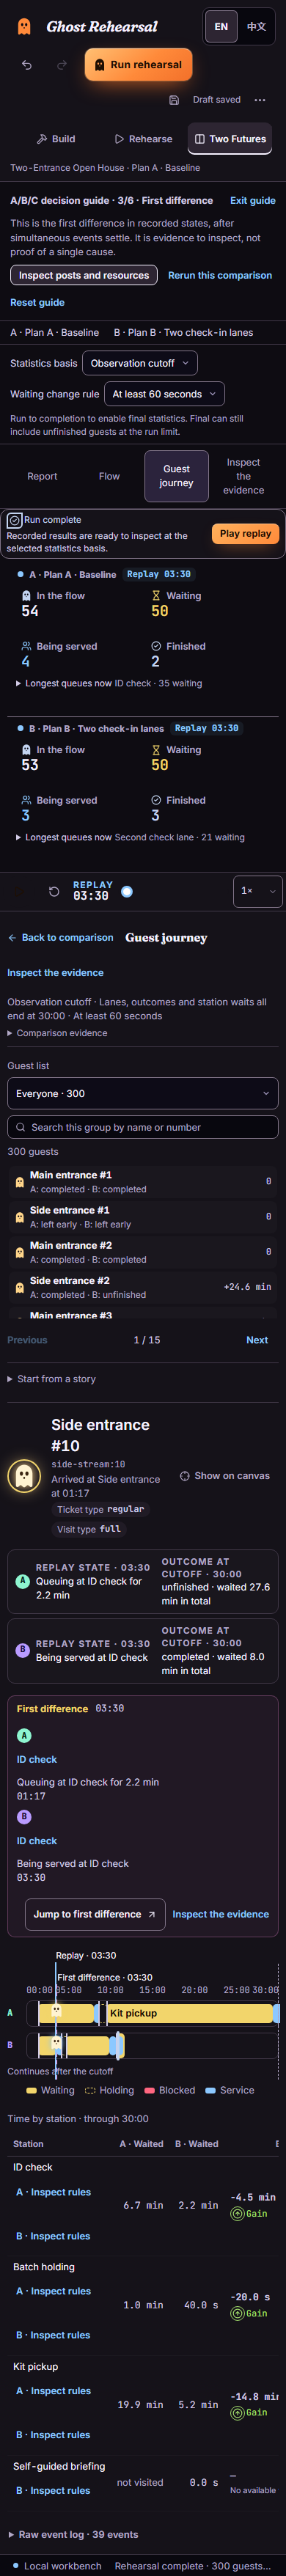 Ghost Rehearsal
EN
中文
Run rehearsal
Draft saved
Build
Rehearse
Two Futures
Two-Entrance Open House · Plan A · Baseline
A/B/C decision guide · 3/6 · First difference
Exit guide
This is the first difference in recorded states, after
simultaneous events settle. It is evidence to inspect, not
proof of a single cause.
Inspect posts and resources
Rerun this comparison
Reset guide
A · Plan A · Baseline
B · Plan B · Two check-in lanes
Statistics basis
Observation cutoff
Waiting change rule
At least 60 seconds
Run to completion to enable final statistics. Final can still
include unfinished guests at the run limit.
Report
Flow
Guest
journey
Inspect
the
evidence
Run complete
Recorded results are ready to inspect at the
selected statistics basis.
Play replay
A · Plan A · Baseline
Replay 03:30
In the flow
54
Waiting
50
Being served
4
Finished
2
Longest queues now ID check · 35 waiting
B · Plan B · Two check-in lanes
Replay 03:30
In the flow
53
Waiting
50
Being served
3
Finished
3
Longest queues now Second check lane · 21 waiting
REPLAY
03:30
1×
Back to comparison
Guest journey
Inspect the evidence
Observation cutoff · Lanes, outcomes and station waits all
end at 30:00 · At least 60 seconds
Comparison evidence
Guest list
Everyone · 300
Search this group by name or number
300 guests
Main entrance #1
A: completed · B: completed
0
Side entrance #1
A: left early · B: left early
0
Main entrance #2
A: completed · B: completed
0
Side entrance #2
A: completed · B: unfinished
+24.6 min
Main entrance #3
Previous
1 / 15
Next
Start from a story
Side entrance
#10
side-stream:10
Arrived at Side entrance
at 01:17
Ticket type regular
Visit type full
Show on canvas
A
REPLAY STATE · 03:30
Queuing at ID check for
2.2 min
OUTCOME AT
CUTOFF · 30:00
unfinished · waited 27.6
min in total
B
REPLAY STATE · 03:30
Being served at ID check
OUTCOME AT
CUTOFF · 30:00
completed · waited 8.0
min in total
First difference 03:30
A
ID check
Queuing at ID check for 2.2 min
01:17
B
ID check
Being served at ID check
03:30
Jump to first difference
Inspect the evidence
Replay · 03:30
First difference · 03:30
00:00 05:00 10:00 15:00 20:00 25:00 30:00
A
Kit pickup
B
Continues after the cutoff
Waiting
Holding
Blocked
Service
Time by station · through 30:00
Station
A · Waited
B · Waited
ID check
A · Inspect rules
B · Inspect rules
6.7 min
2.2 min
-4.5 min
Gain
Batch holding
A · Inspect rules
B · Inspect rules
1.0 min
40.0 s
-20.0 s
Gain
Kit pickup
A · Inspect rules
B · Inspect rules
19.9 min
5.2 min
-14.8 min
Gain
Self-guided briefing
B · Inspect rules
not visited
0.0 s
—
No available
Raw event log · 39 events
Local workbench
Rehearsal complete · 300 guests...